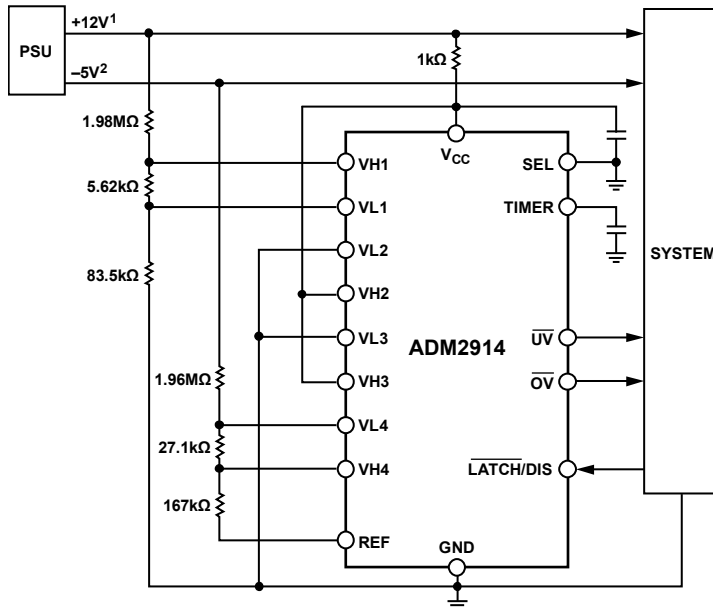 PSU
+12V1
–5V2
1kΩ
1.98MΩ
5.62kΩ
83.5kΩ
1.96MΩ
27.1kΩ
167kΩ
VCC
VH1
VL1
VL2
VH2
VL3
VH3
VL4
VH4
REF
GND
ADM2914
SEL
TIMER
UV
OV
LATCH/DIS
SYSTEM